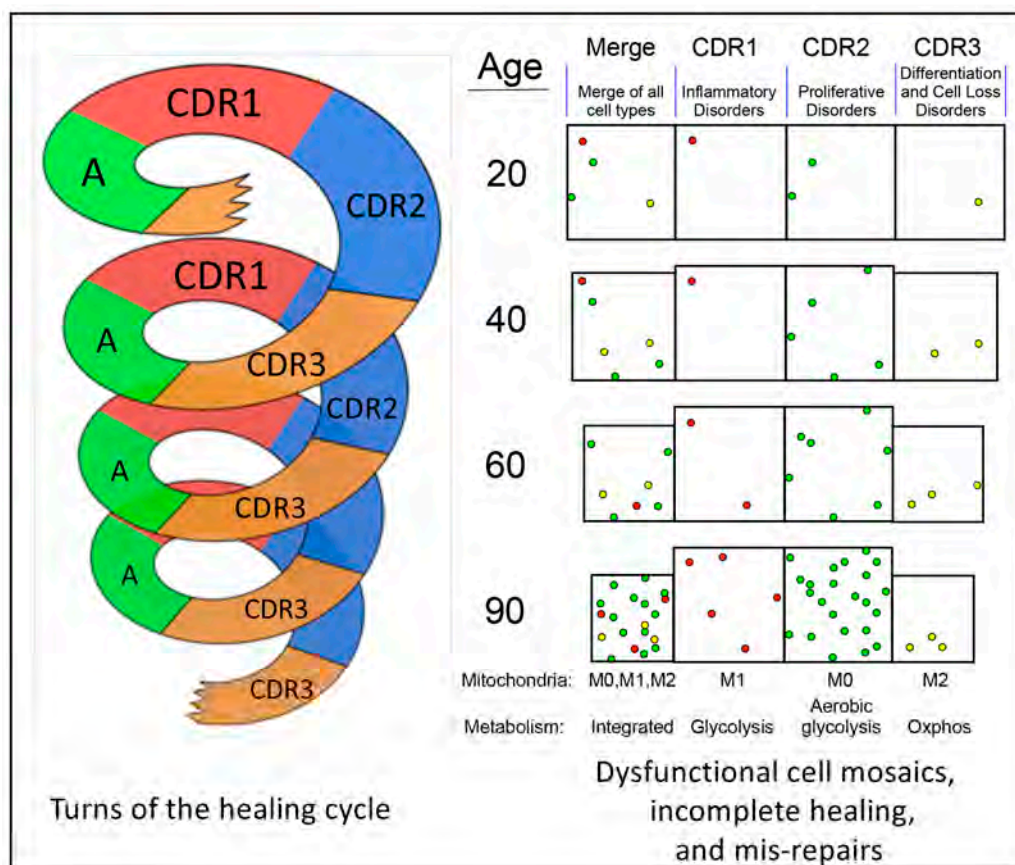 CDR1
A
CDR2
CDR1
A
CDR3
CDR2
A
CDR3
A
CDR3
CDR3
Turns of the healing cycle
Age
Merge
CDR1
CDR2
CDR3
Merge of all
cell types
Inflammatory
Disorders
Proliferative
Disorders
Differentiation
and Cell Loss
Disorders
20
40
60
90
Mitochondria: M0,M1,M2 M1 M0 M2
Metabolism: Integrated Glycolysis Aerobic
glycolysis Oxphos
Dysfunctional cell mosaics,
incomplete healing,
and mis-repairs